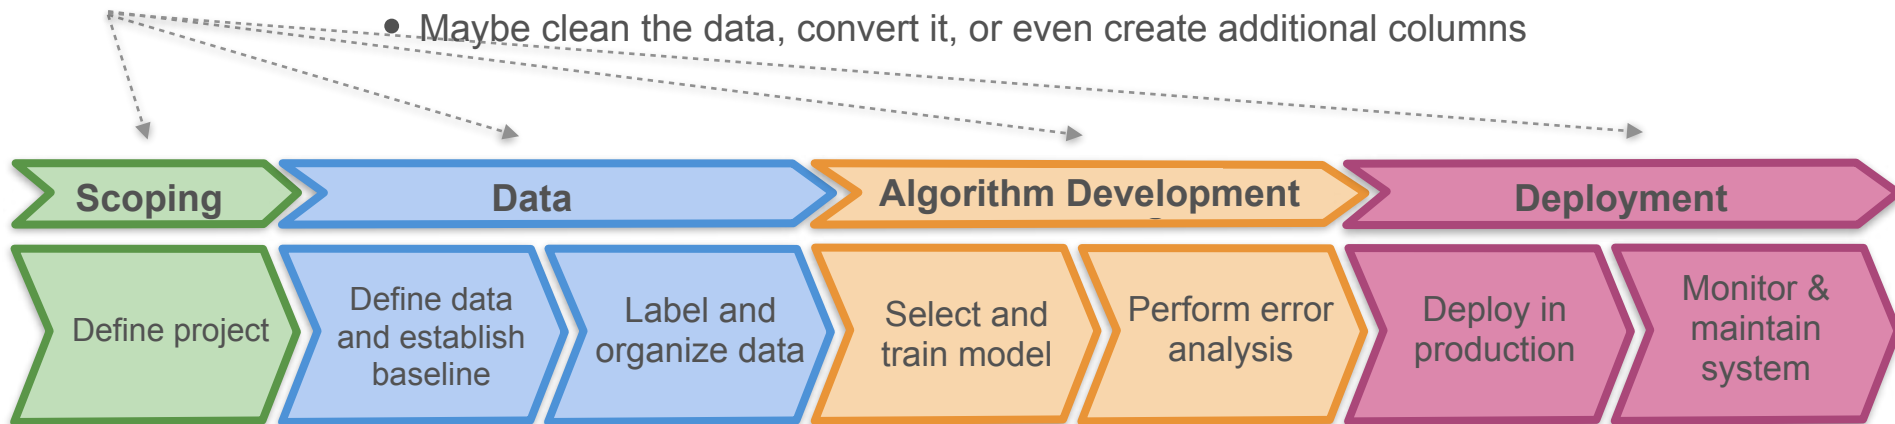 • Maybe clean the data, convert it, or even create additional columns
Scoping
Data
Algorithm Development
Deployment
Define project
Define data
and establish
baseline
Label and
organize data
Select and
train model
Perform error
analysis
Deploy in
production
Monitor &
maintain
system